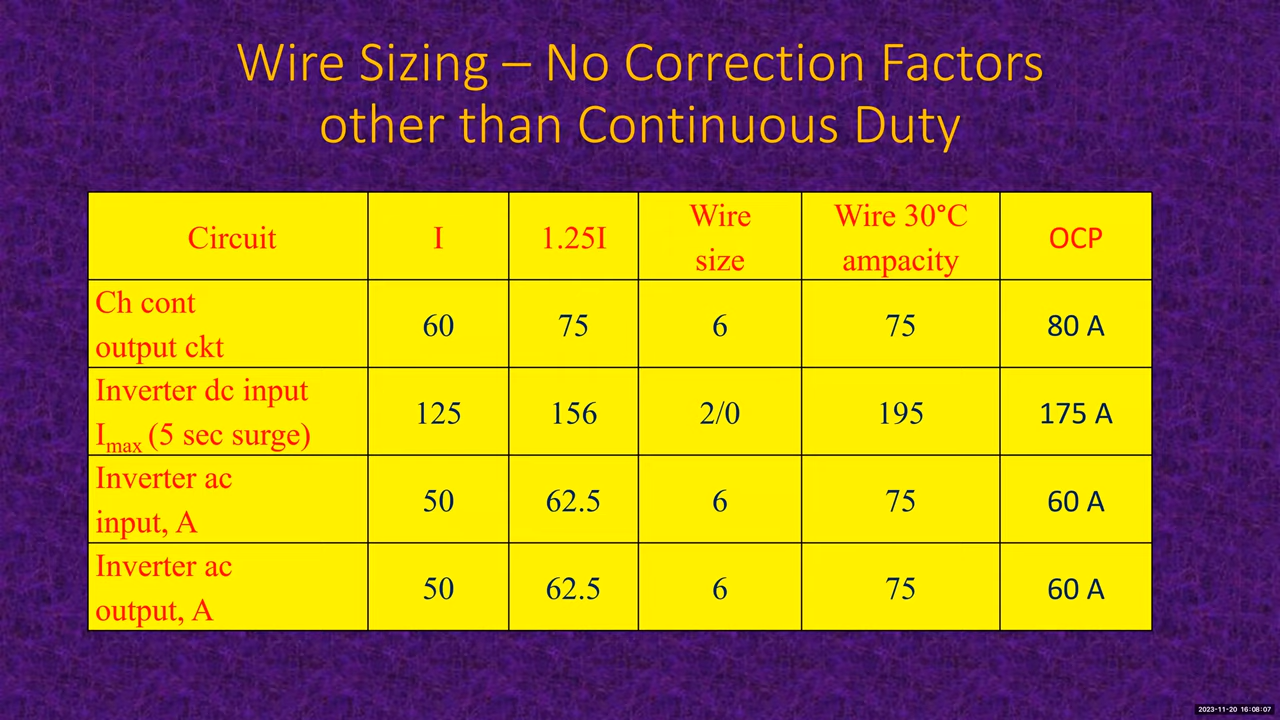 Wire Sizing – No Correction Factors
other than Continuous Duty
Circuit I 1.25I Wire size Wire 30°C ampacity OCP
Ch cont output ckt 60 75 6 75 80 A
Inverter dc input Imax (5 sec surge) 125 156 2/0 195 175 A
Inverter ac input, A 50 62.5 6 75 60 A
Inverter ac output, A 50 62.5 6 75 60 A
2023-11-20 16:08:07